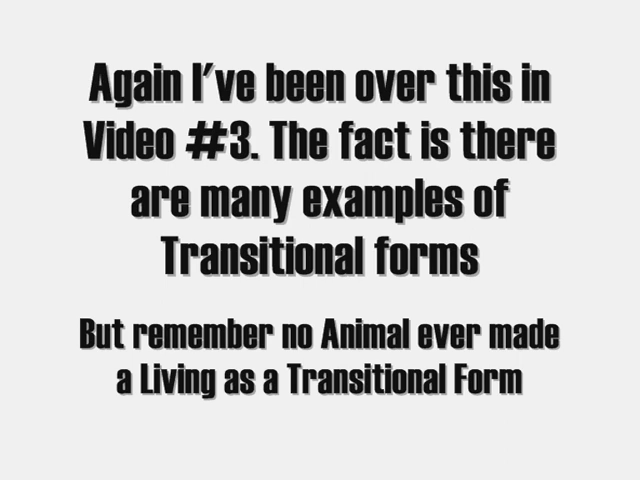 Again I've been over this in
Video #3. The fact is there
are many examples of
Transitional forms
But remember no Animal ever made
a Living as a Transitional Form